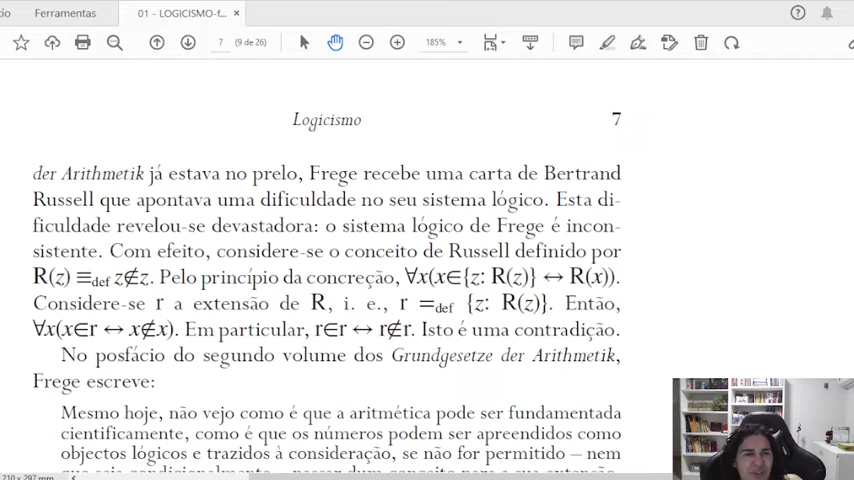 Ferramentas
01 - LOGICISMO-f... ×
7 (9 de 26)
185%
Logicismo 7
der Arithmetik já estava no prelo, Frege recebe uma carta de Bertrand
Russell que apontava uma dificuldade no seu sistema lógico. Esta di-
ficuldade revelou-se devastadora: o sistema lógico de Frege é incon-
sistente. Com efeito, considere-se o conceito de Russell definido por
R(z) ≡def z∉z. Pelo princípio da concreção, ∀x(x∈{z: R(z)} ↔ R(x)).
Considere-se r a extensão de R, i. e., r =def {z: R(z)}. Então,
∀x(x∈r ↔ x∉x). Em particular, r∈r ↔ r∉r. Isto é uma contradição.
No posfácio do segundo volume dos Grundgesetze der Arithmetik,
Frege escreve:
Mesmo hoje, não vejo como é que a aritmética pode ser fundamentada
cientificamente, como é que os números podem ser apreendidos como
objectos lógicos e trazidos à consideração, se não for permitido – nem
210 x 297 mm